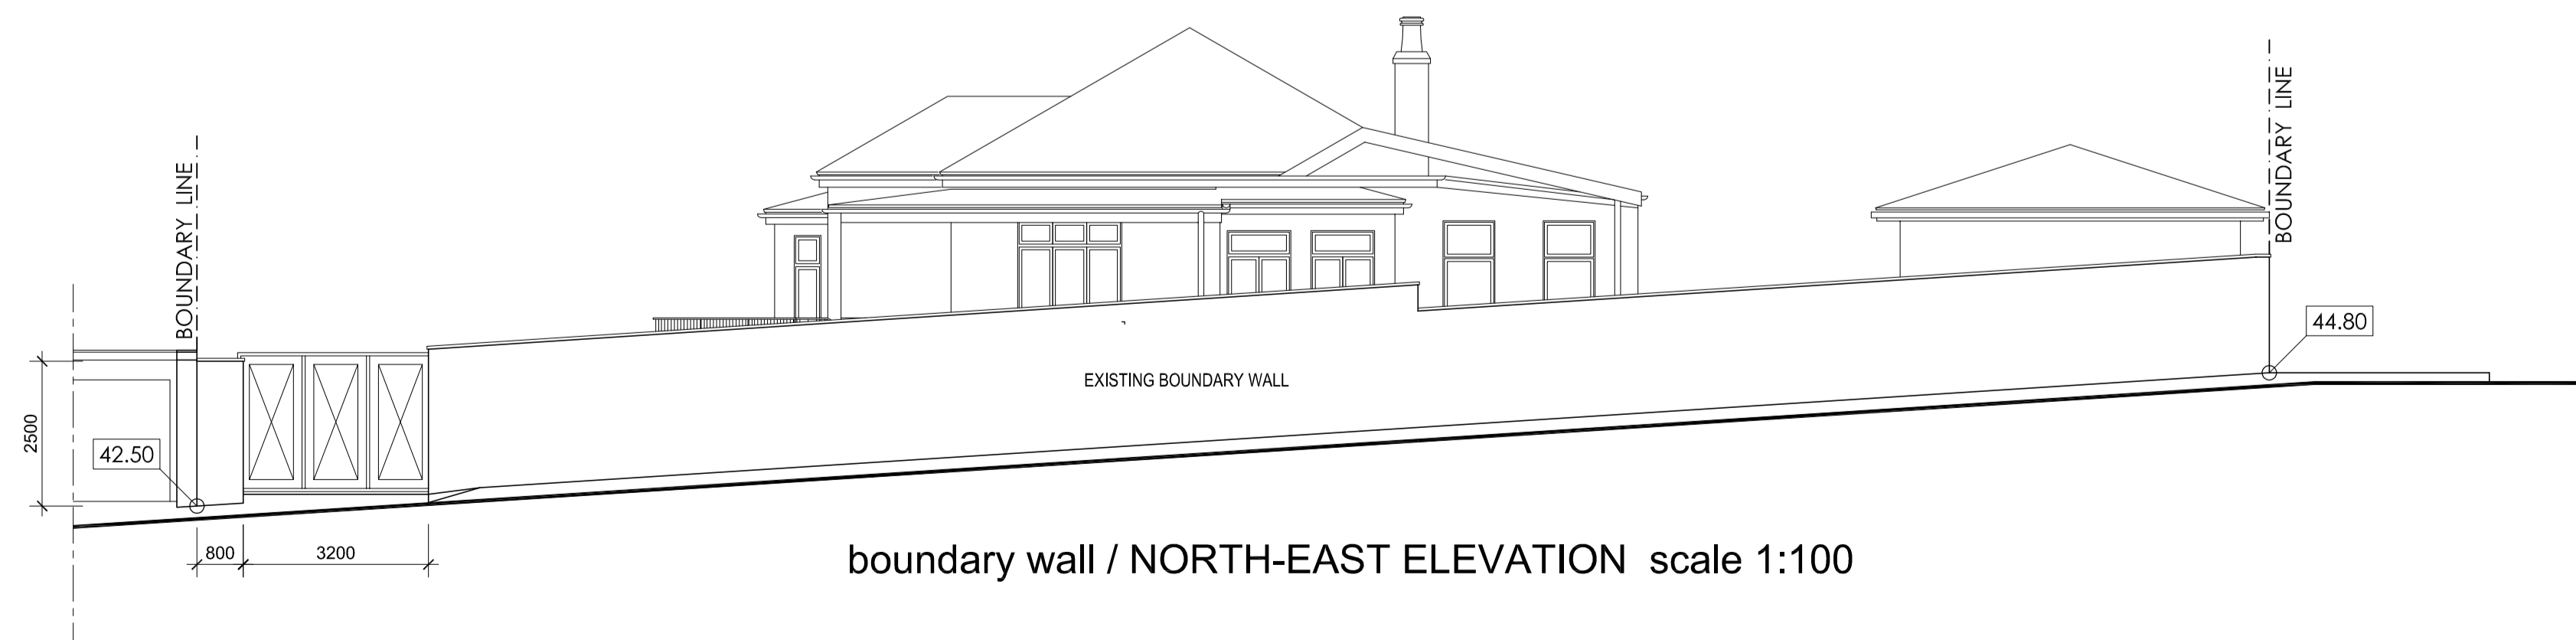 BOUNDARY LINE
BOUNDARY LINE
44.80
EXISTING BOUNDARY WALL
2500
42.50
800
3200
boundary wall / NORTH-EAST ELEVATION scale 1:100